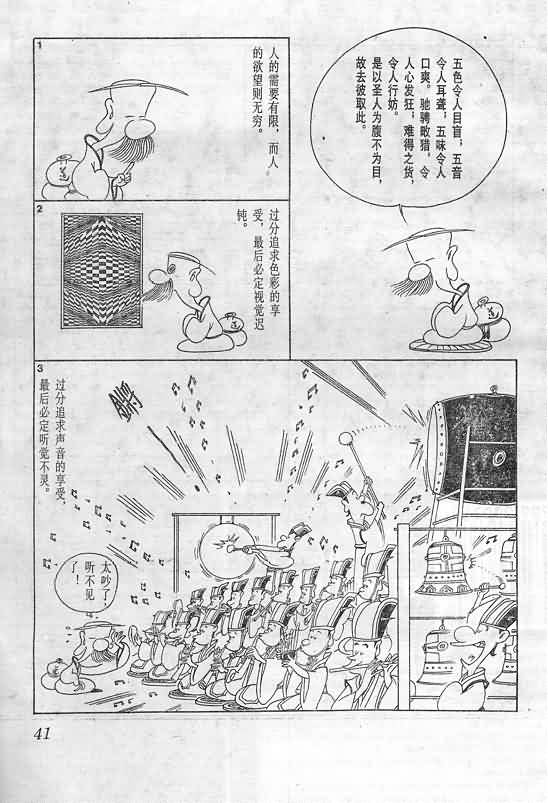 五色令人目盲；五音
令人耳聋；五味令人
口爽。驰骋畋猎，令
人心发狂；难得之货，
令人行妨。
是以圣人为腹不为目，
故去彼取此。
1
人的需要有限，而人
的欲望则无穷。
2
过分追求色彩的享
受，最后必定视觉迟
钝。
3
过分追求声音的享受，
最后必定听觉不灵。
太吵了，
听不见
了！
41